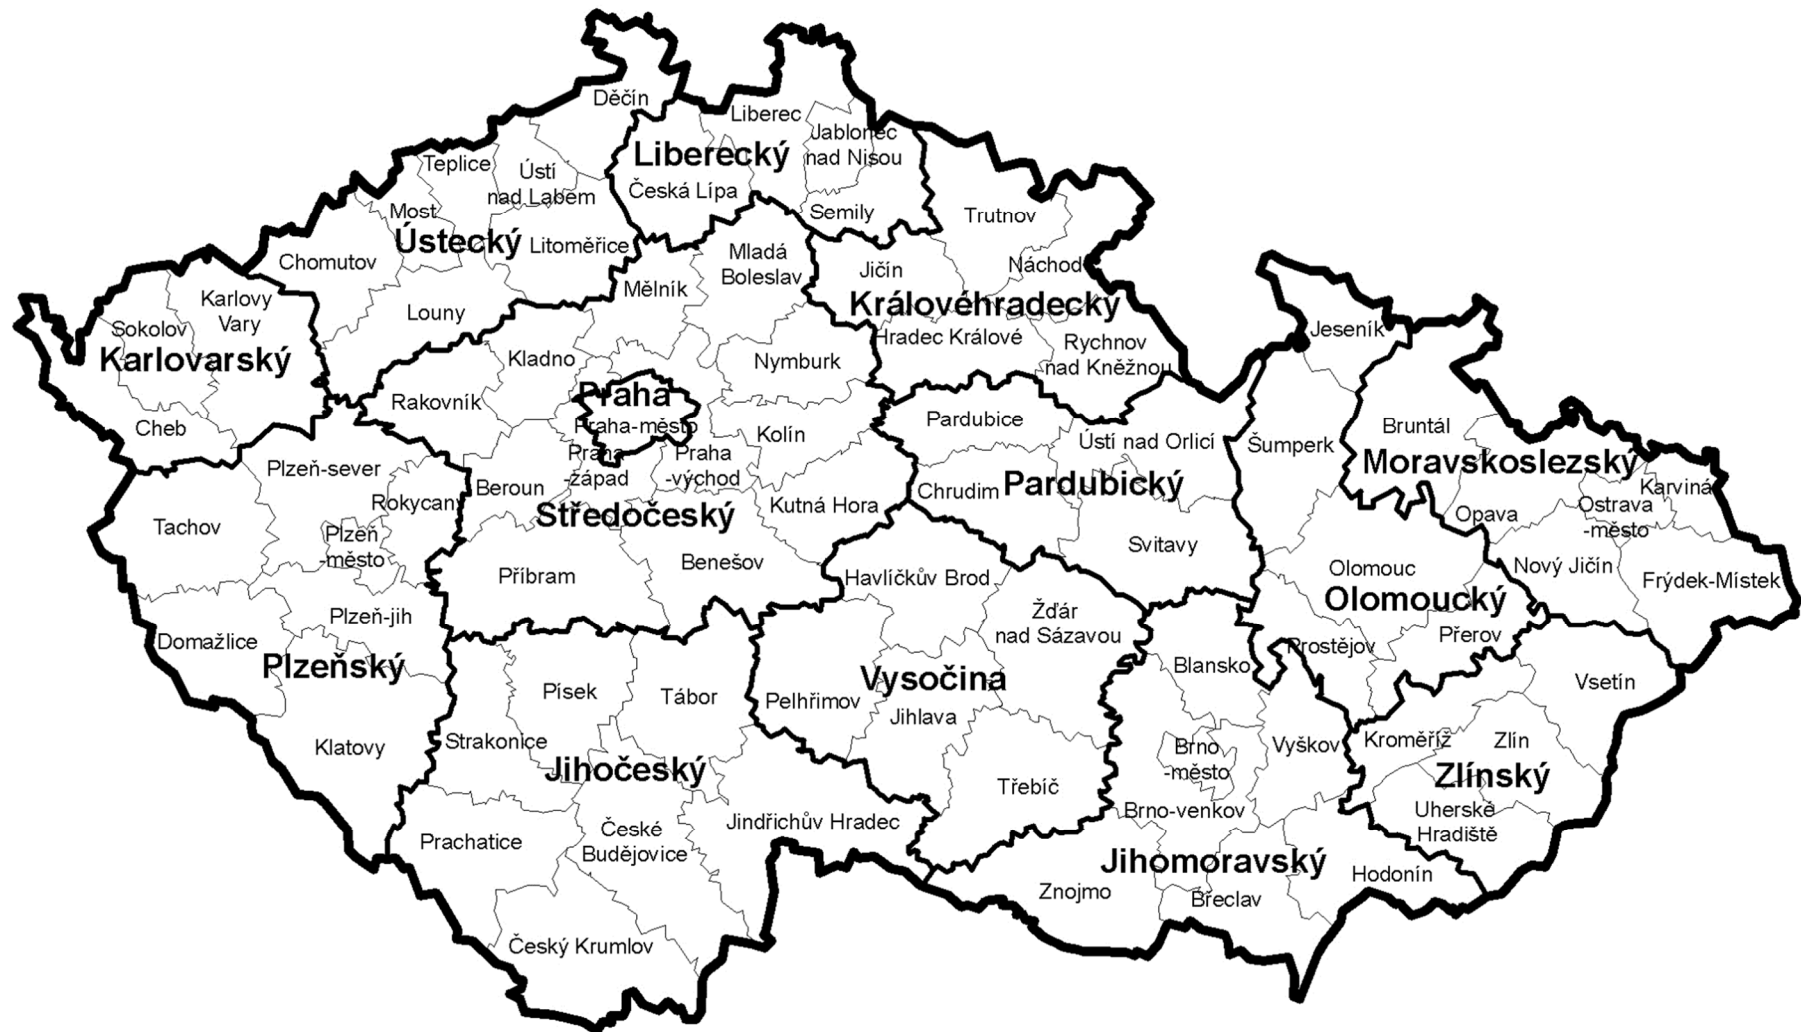 Děčín
Liberec
Jablonec
nad Nisou
Liberecký
Česká Lípa
Semily
Teplice
Ústí
nad Labem
Most
Ústecký
Litoměřice
Chomutov
Louny
Trutnov
Náchod
Jičín
Královéhradecký
Hradec Králové
Rychnov
nad Kněžnou
Mladá
Boleslav
Mělník
Karlovy
Vary
Sokolov
Karlovarský
Cheb
Kladno
Nymburk
Rakovník
Praha
Praha-město
Kolín
Praha
-západ
Praha
-východ
Beroun
Středočeský
Kutná Hora
Příbram
Benešov
Jeseník
Šumperk
Bruntál
Moravskoslezský
Karviná
Ostrava
-město
Opava
Nový Jičín
Frýdek-Místek
Pardubice
Ústí nad Orlicí
Chrudim
Pardubický
Svitavy
Plzeň-sever
Rokycany
Tachov
Plzeň
-město
Plzeň-jih
Domažlice
Plzeňský
Klatovy
Olomouc
Olomoucký
Prostějov
Přerov
Havlíčkův Brod
Žďár
nad Sázavou
Vysočina
Pelhřimov
Jihlava
Třebíč
Písek
Tábor
Strakonice
Jihočeský
Prachatice
České
Budějovice
Jindřichův Hradec
Český Krumlov
Blansko
Vyškov
Brno
-město
Brno-venkov
Jihomoravský
Znojmo
Břeclav
Hodonín
Vsetín
Kroměříž
Zlín
Zlínský
Uherské
Hradiště